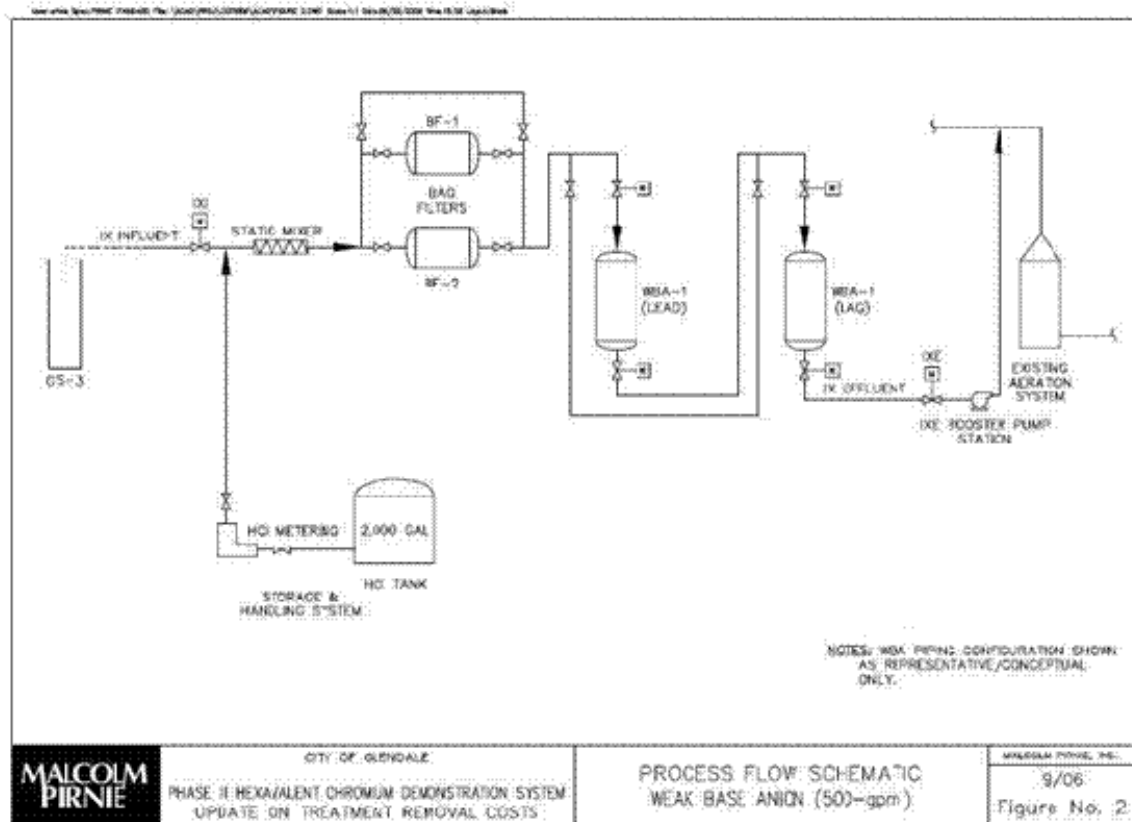 BF-1
BAG
FILTERS
BF-2
IXI
IX INFLUENT
STATIC MIXER
GS-3
WBA-1
(LEAD)
WBA-1
(LAG)
IX EFFLUENT
IXE
IXE BOOSTER PUMP
STATION
EXISTING
AERATION
SYSTEM
HCl METERING
2,000 GAL
HCl TANK
STORAGE &
HANDLING SYSTEM
NOTES: WBA PIPING CONFIGURATION SHOWN
AS REPRESENTATIVE/CONCEPTUAL
ONLY.
MALCOLM
PIRNIE
CITY OF GLENDALE
PHASE II HEXAVALENT CHROMIUM DEMONSTRATION SYSTEM
UPDATE ON TREATMENT REMOVAL COSTS
PROCESS FLOW SCHEMATIC
WEAK BASE ANION (500-gpm)
MALCOLM PIRNIE, INC.
9/06
Figure No. 2